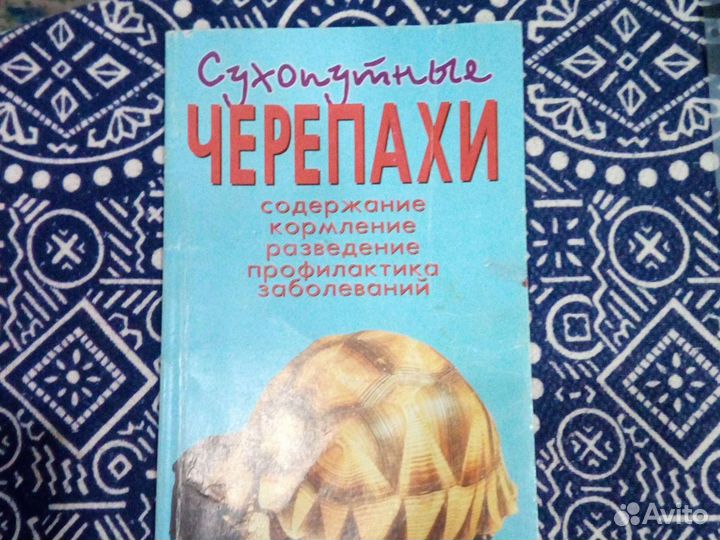 Сухопутные
ЧЕРЕПАХИ
содержание
кормление
разведение
профилактика
заболеваний
Avito